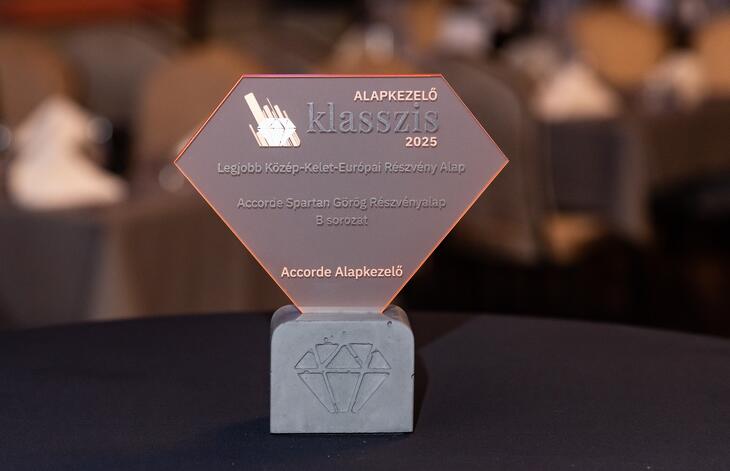 ALAPKEZELŐ
klasszis
2025
Legjobb Közép-Kelet-Európai Részvény Alap
Accorde Spartan Görög Részvényalap
B sorozat
Accorde Alapkezelő